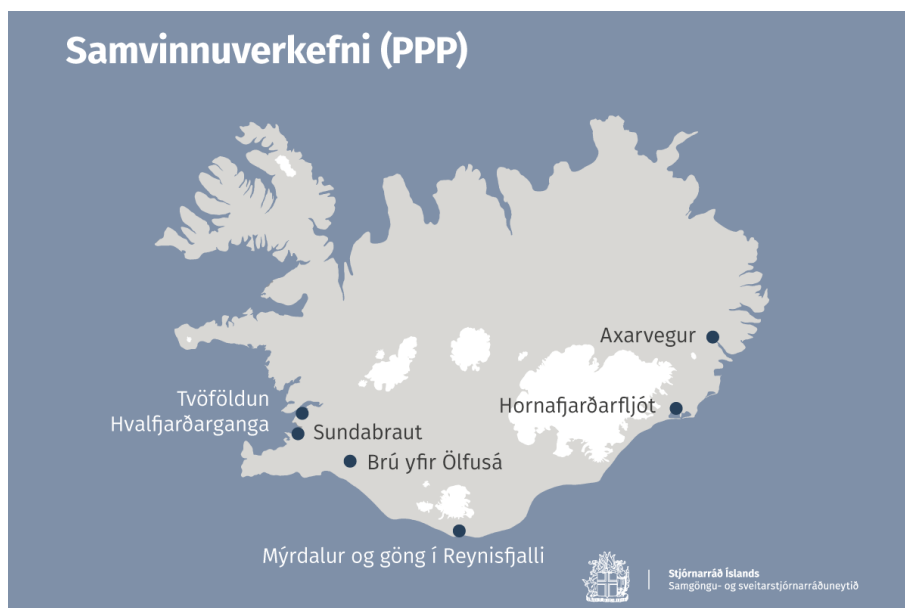 Samvinnuverkefni (PPP)
Axarvegur
Hornafjarðarfljót
Tvöföldun
Hvalfjarðarganga
Sundabraut
Brú yfir Ölfusá
Mýrdalur og göng í Reynisfjalli
Stjórnarráð Íslands
Samgöngu- og sveitarstjórnarráðuneytið